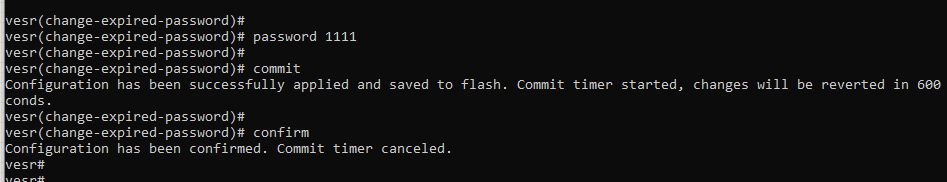 vesr(change-expired-password)#
vesr(change-expired-password)# password 1111
vesr(change-expired-password)#
vesr(change-expired-password)# commit
Configuration has been successfully applied and saved to flash. Commit timer started, changes will be reverted in 600
conds.
vesr(change-expired-password)#
vesr(change-expired-password)# confirm
Configuration has been confirmed. Commit timer canceled.
vesr#
vesr#